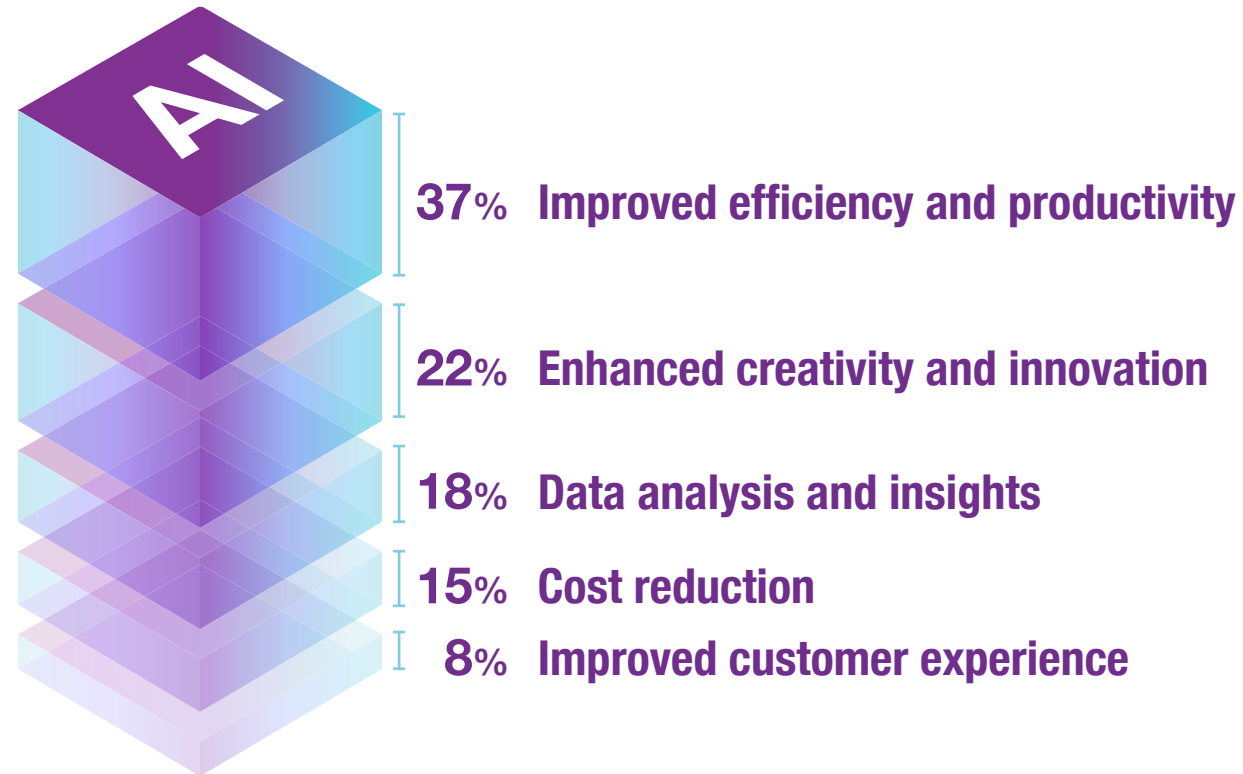 AI
37% Improved efficiency and productivity
22% Enhanced creativity and innovation
18% Data analysis and insights
15% Cost reduction
8% Improved customer experience